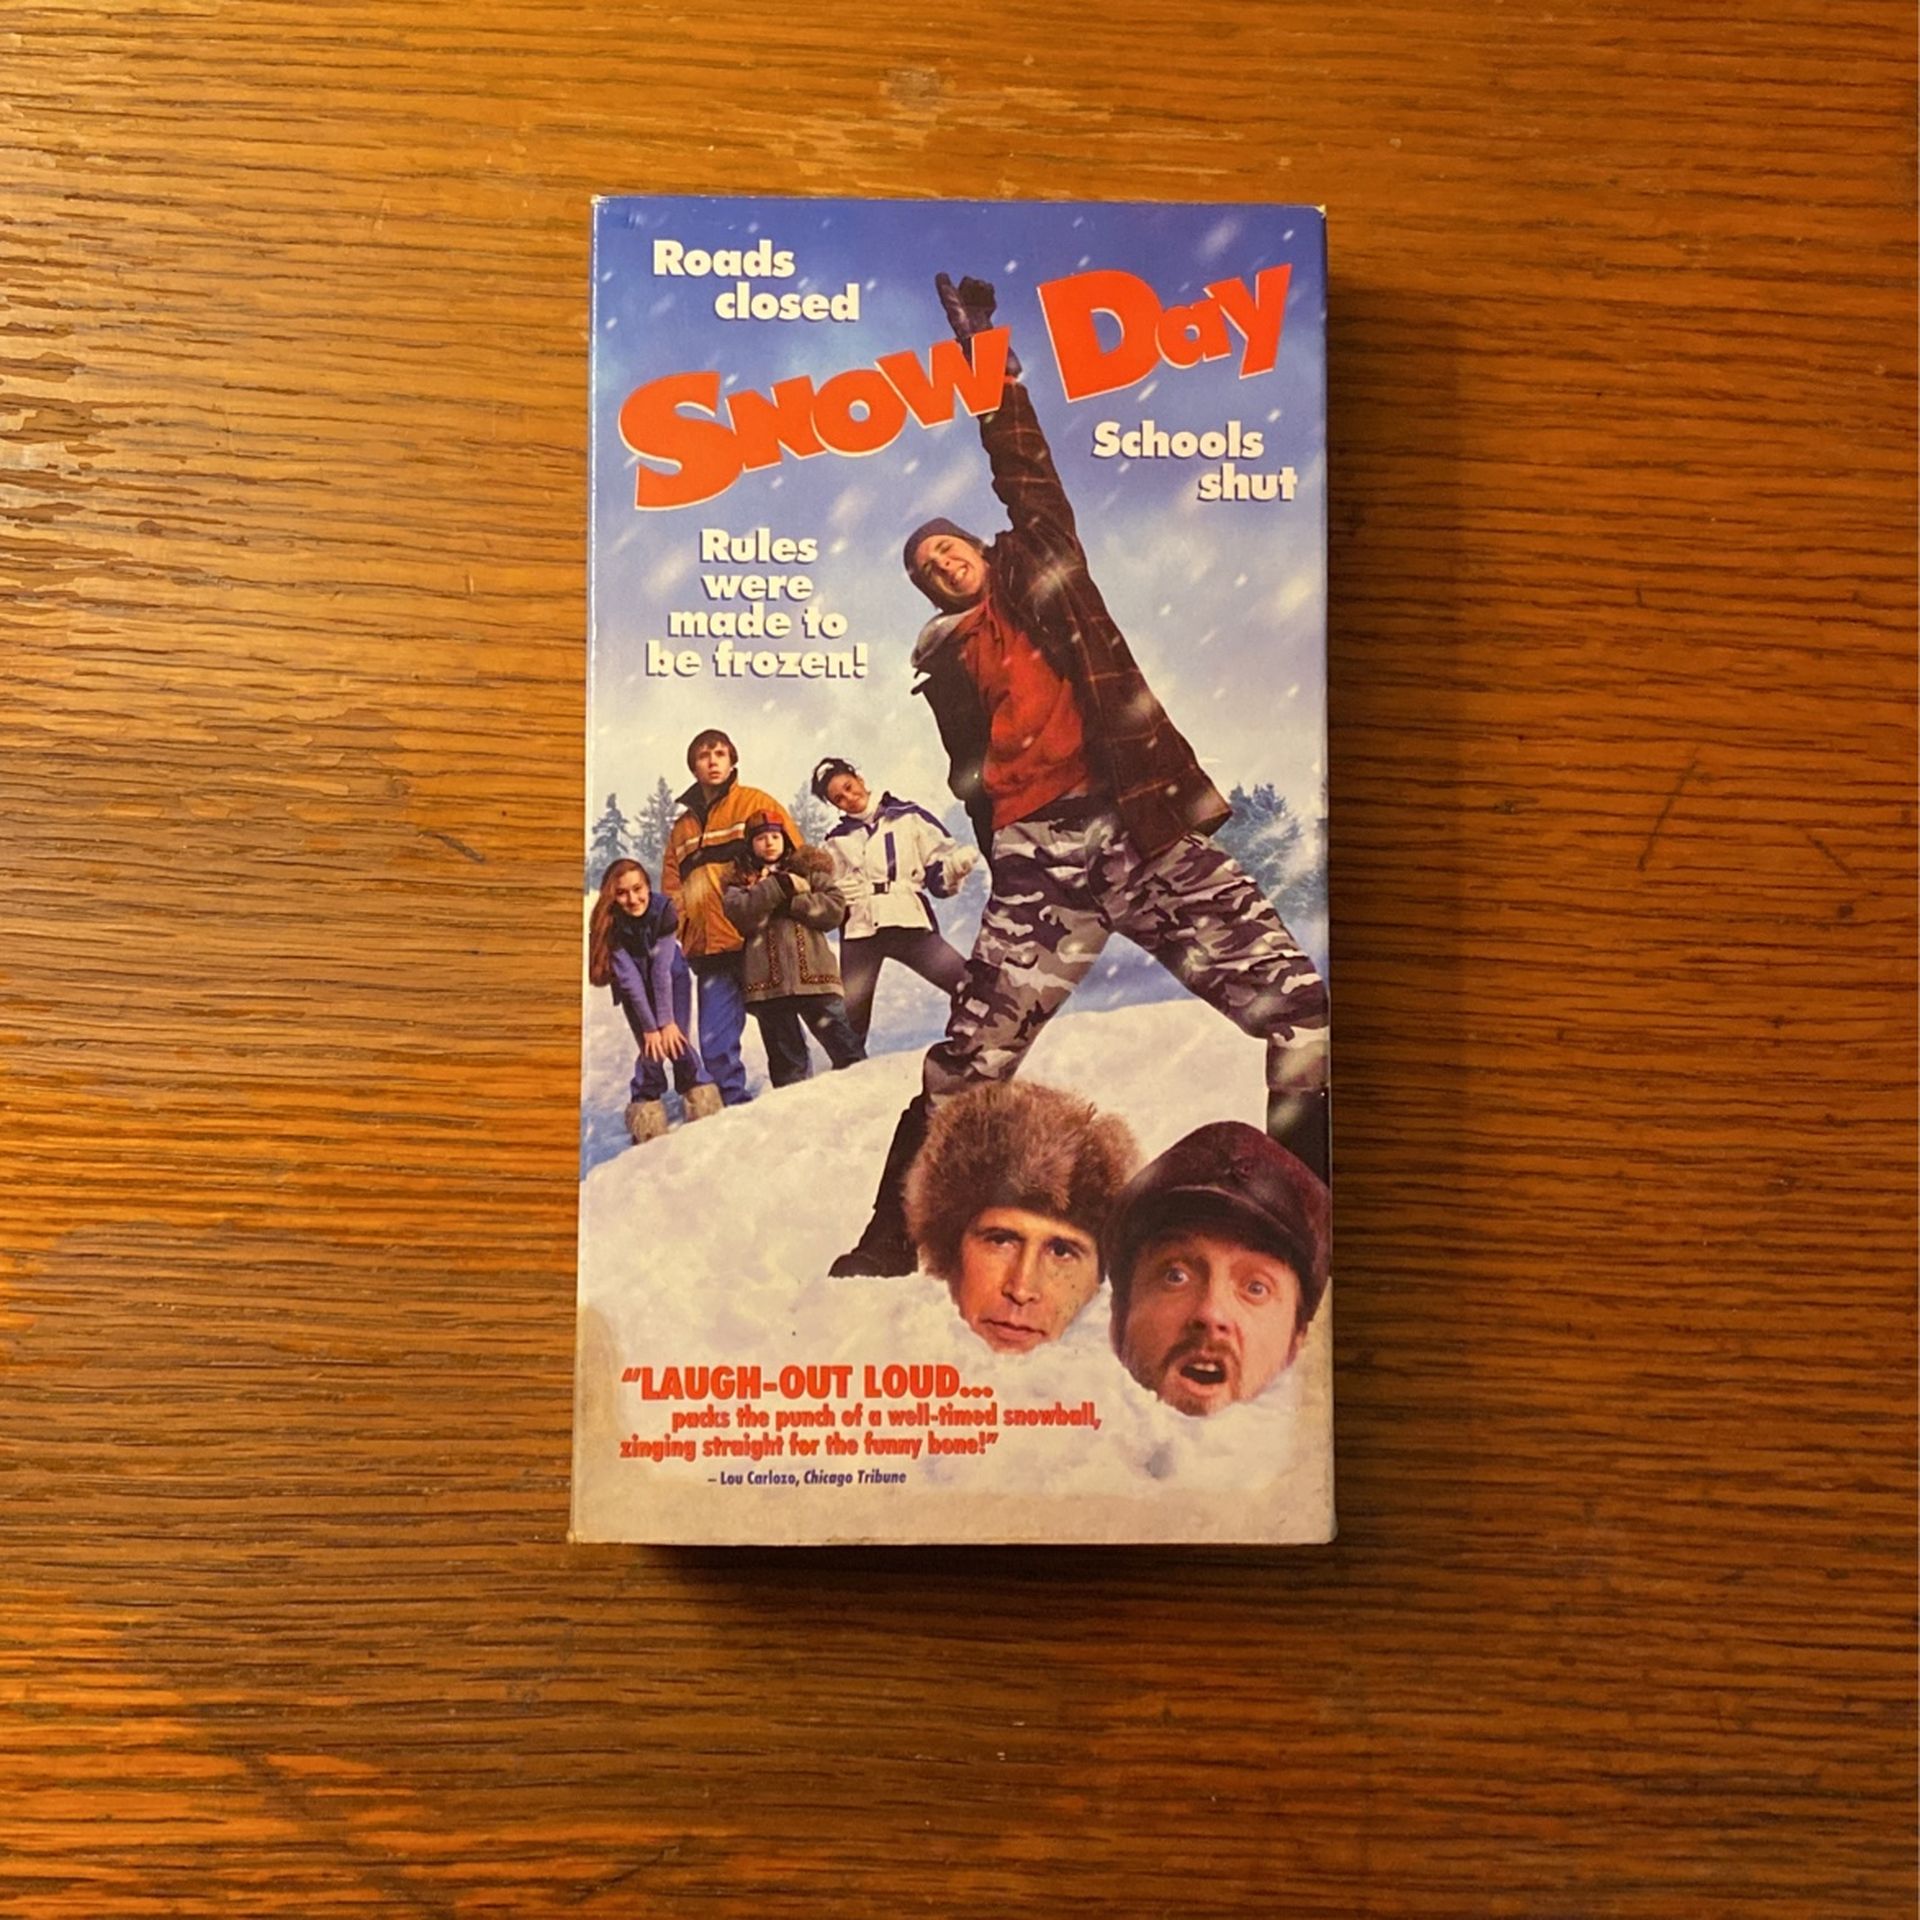 Roads
closed
Snow Day
Schools
shut
Rules
were
made to
be frozen!
"LAUGH-OUT LOUD...
packs the punch of a well-timed snowball,
zinging straight for the funny bone!"
– Lou Carlozo, Chicago Tribune